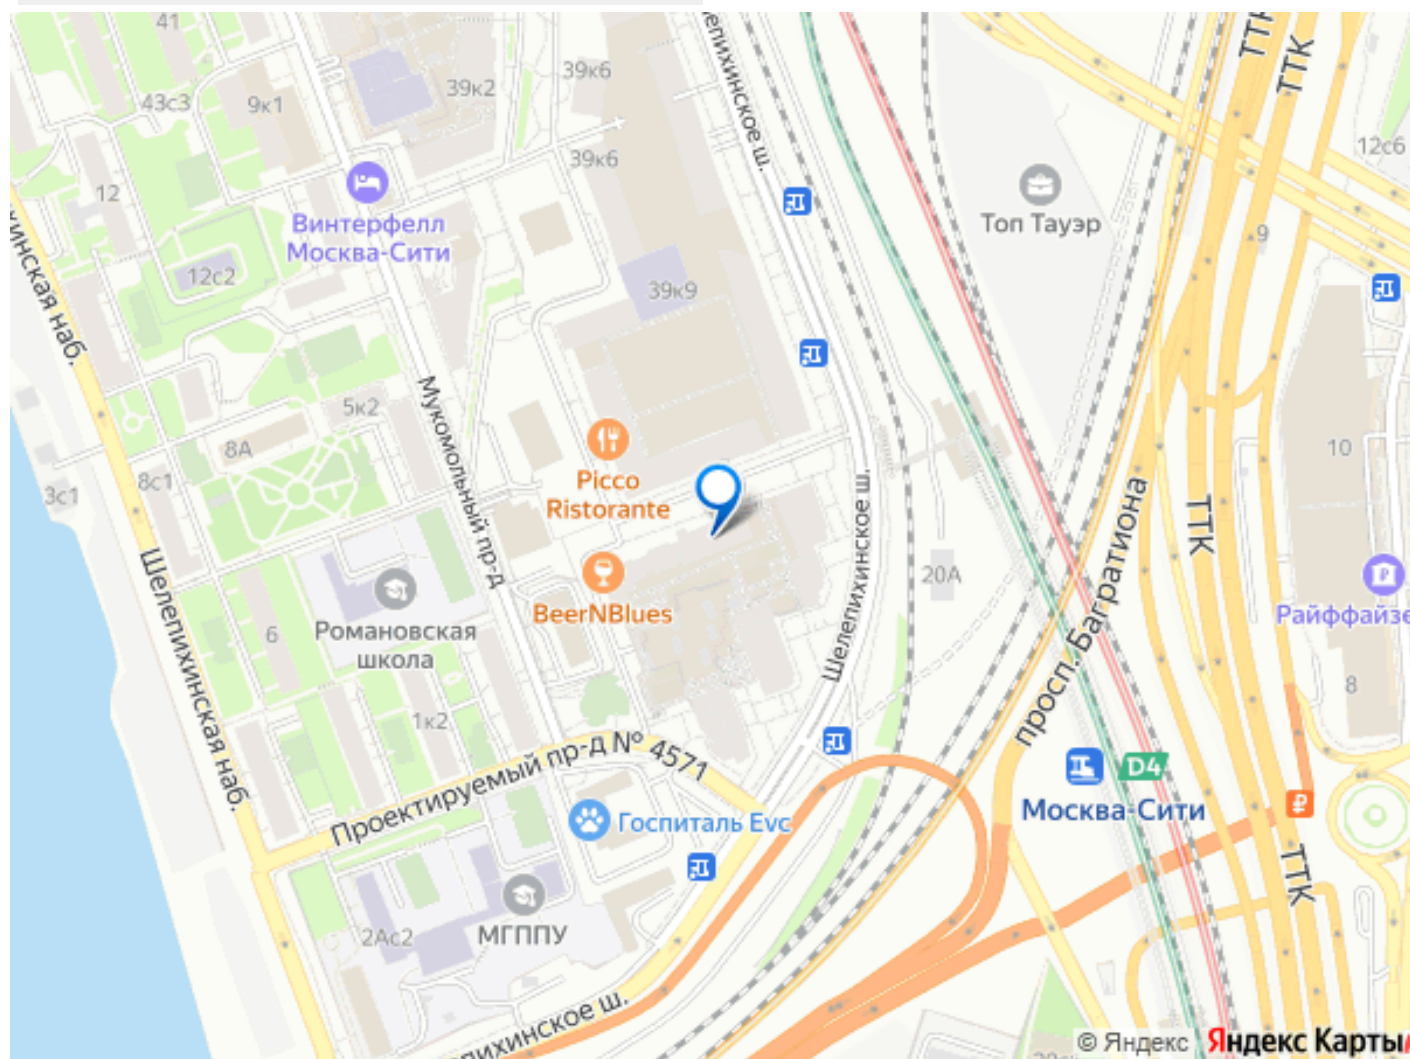 41
39к6
39к2
43с3
9к1
ТТК
ТТК
39к6
12
12с6
Винтерфелл
Москва-Сити
Топ Тауэр
9
12с2
39к9
Шелепихинское ш.
Мукомольный пр-д
5к2
8А
8с1
3с1
10
Picco
Ristorante
Шелепихинское ш.
просп. Багратиона
ТТК
20А
BeerNBlues
Шелепихинская наб.
Романовская
школа
6
1к2
8
Проектируемый пр-д № 4571
D4
Москва-Сити
₽
Госпиталь Evc
ТТК
МГППУ
2Ас2
© Яндекс
Яндекс Карты